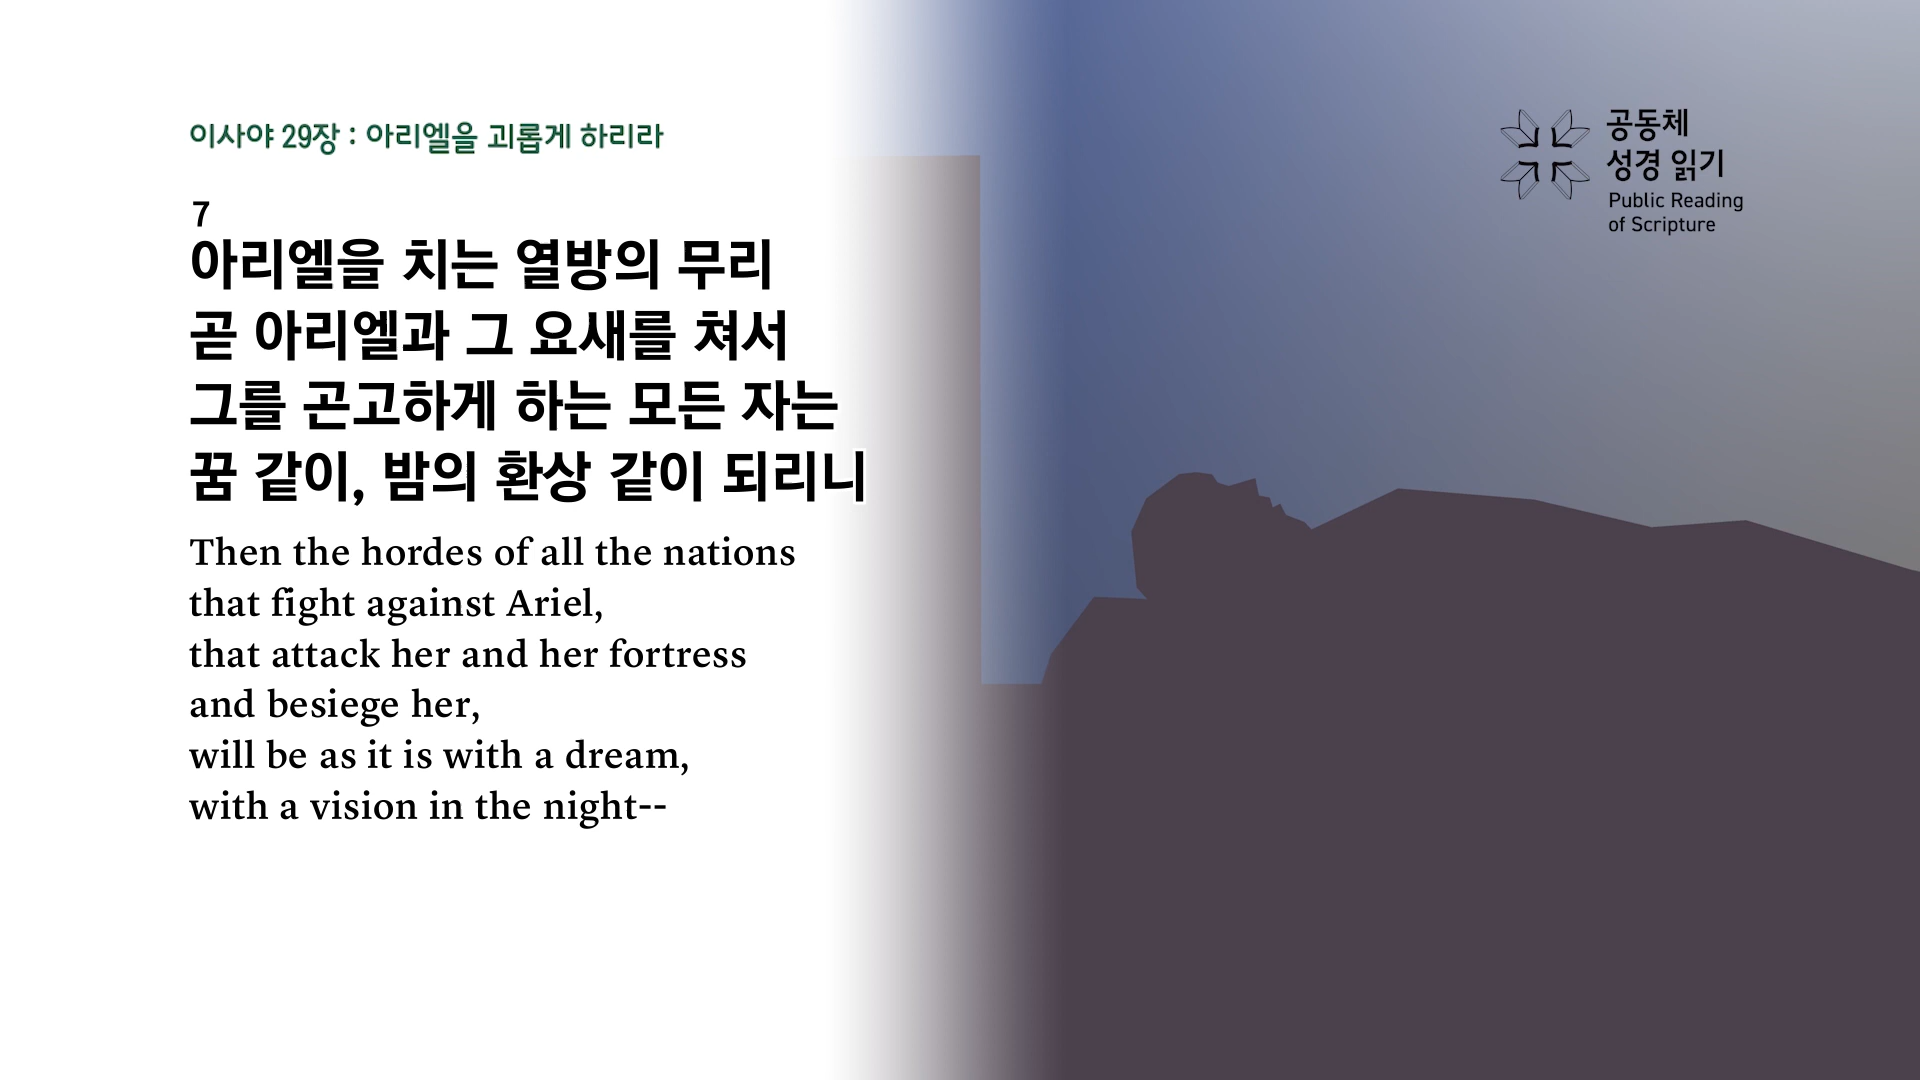 이사야 29장 : 아리엘을 괴롭게 하리라
7
아리엘을 치는 열방의 무리
곧 아리엘과 그 요새를 쳐서
그를 곤고하게 하는 모든 자는
꿈 같이, 밤의 환상 같이 되리니
Then the hordes of all the nations
that fight against Ariel,
that attack her and her fortress
and besiege her,
will be as it is with a dream,
with a vision in the night--
공동체
성경 읽기
Public Reading
of Scripture